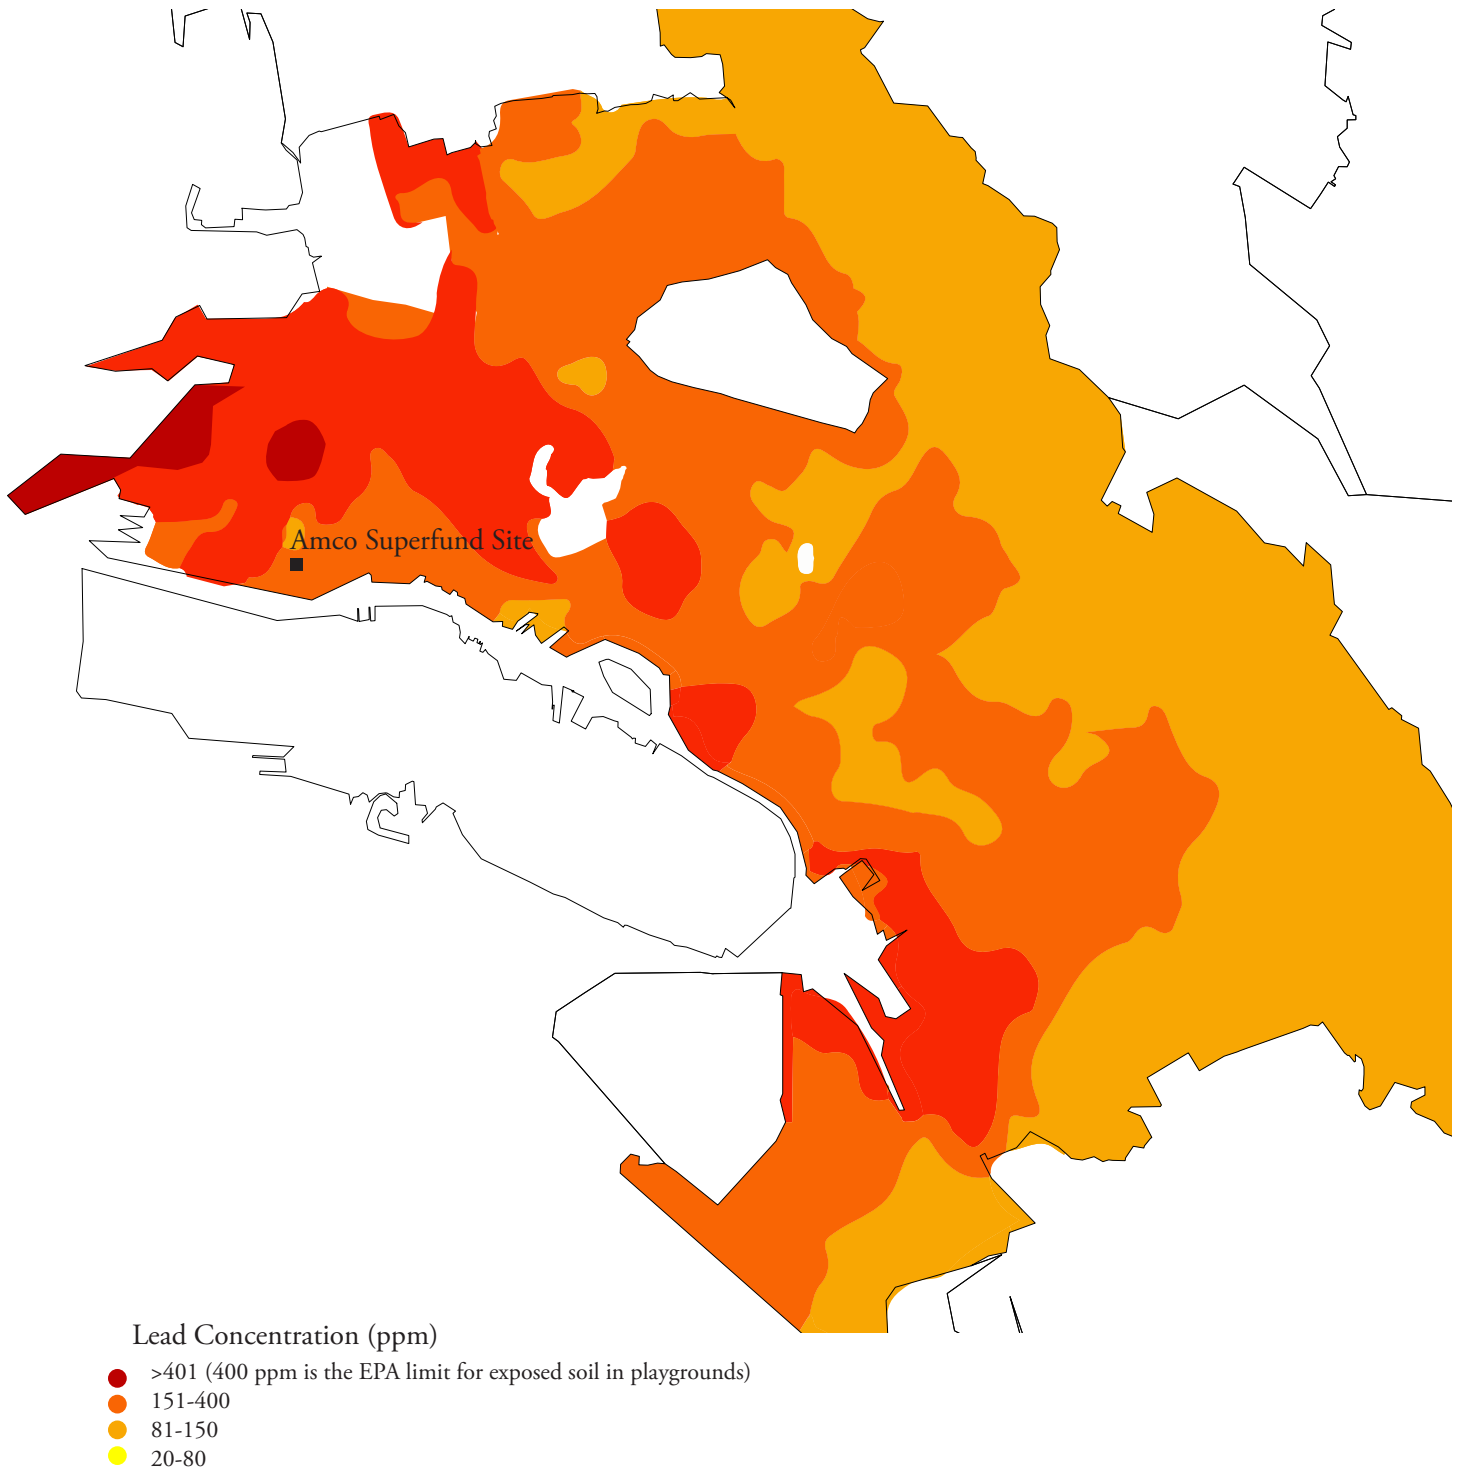 Amco Superfund Site
Lead Concentration (ppm)
>401 (400 ppm is the EPA limit for exposed soil in playgrounds)
151-400
81-150
20-80